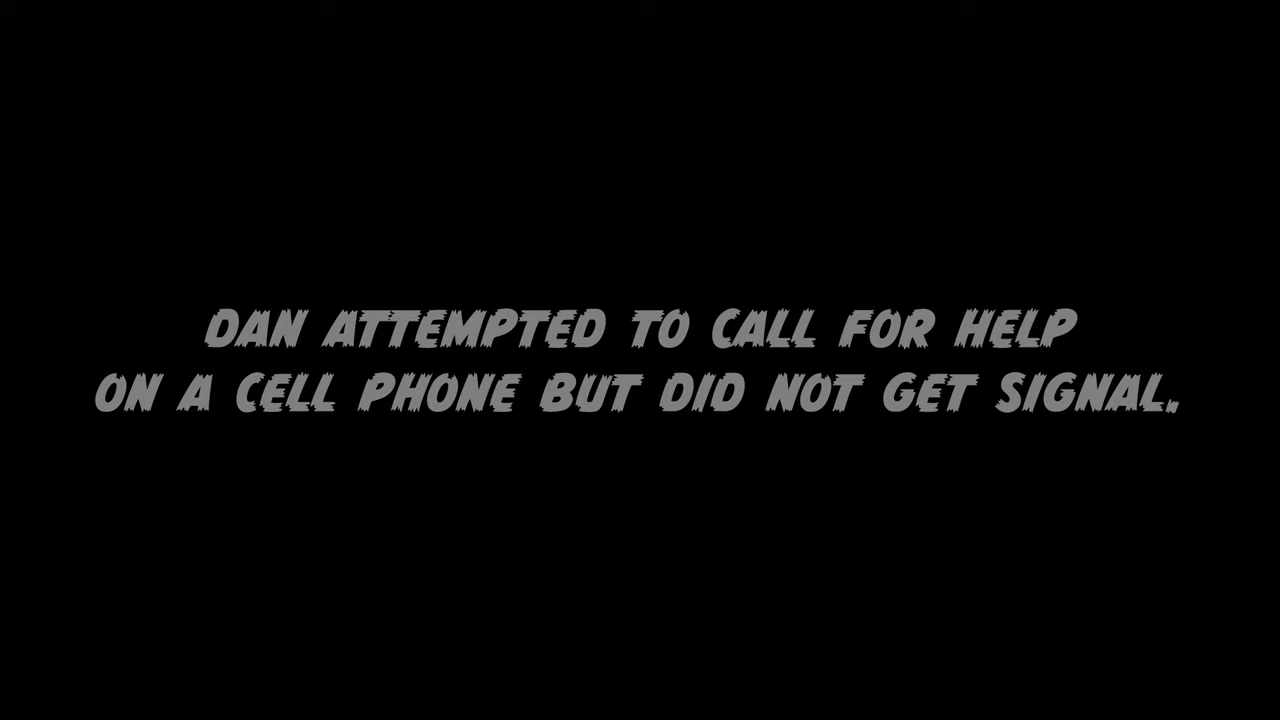 DAN ATTEMPTED TO CALL FOR HELP
ON A CELL PHONE BUT DID NOT GET SIGNAL.